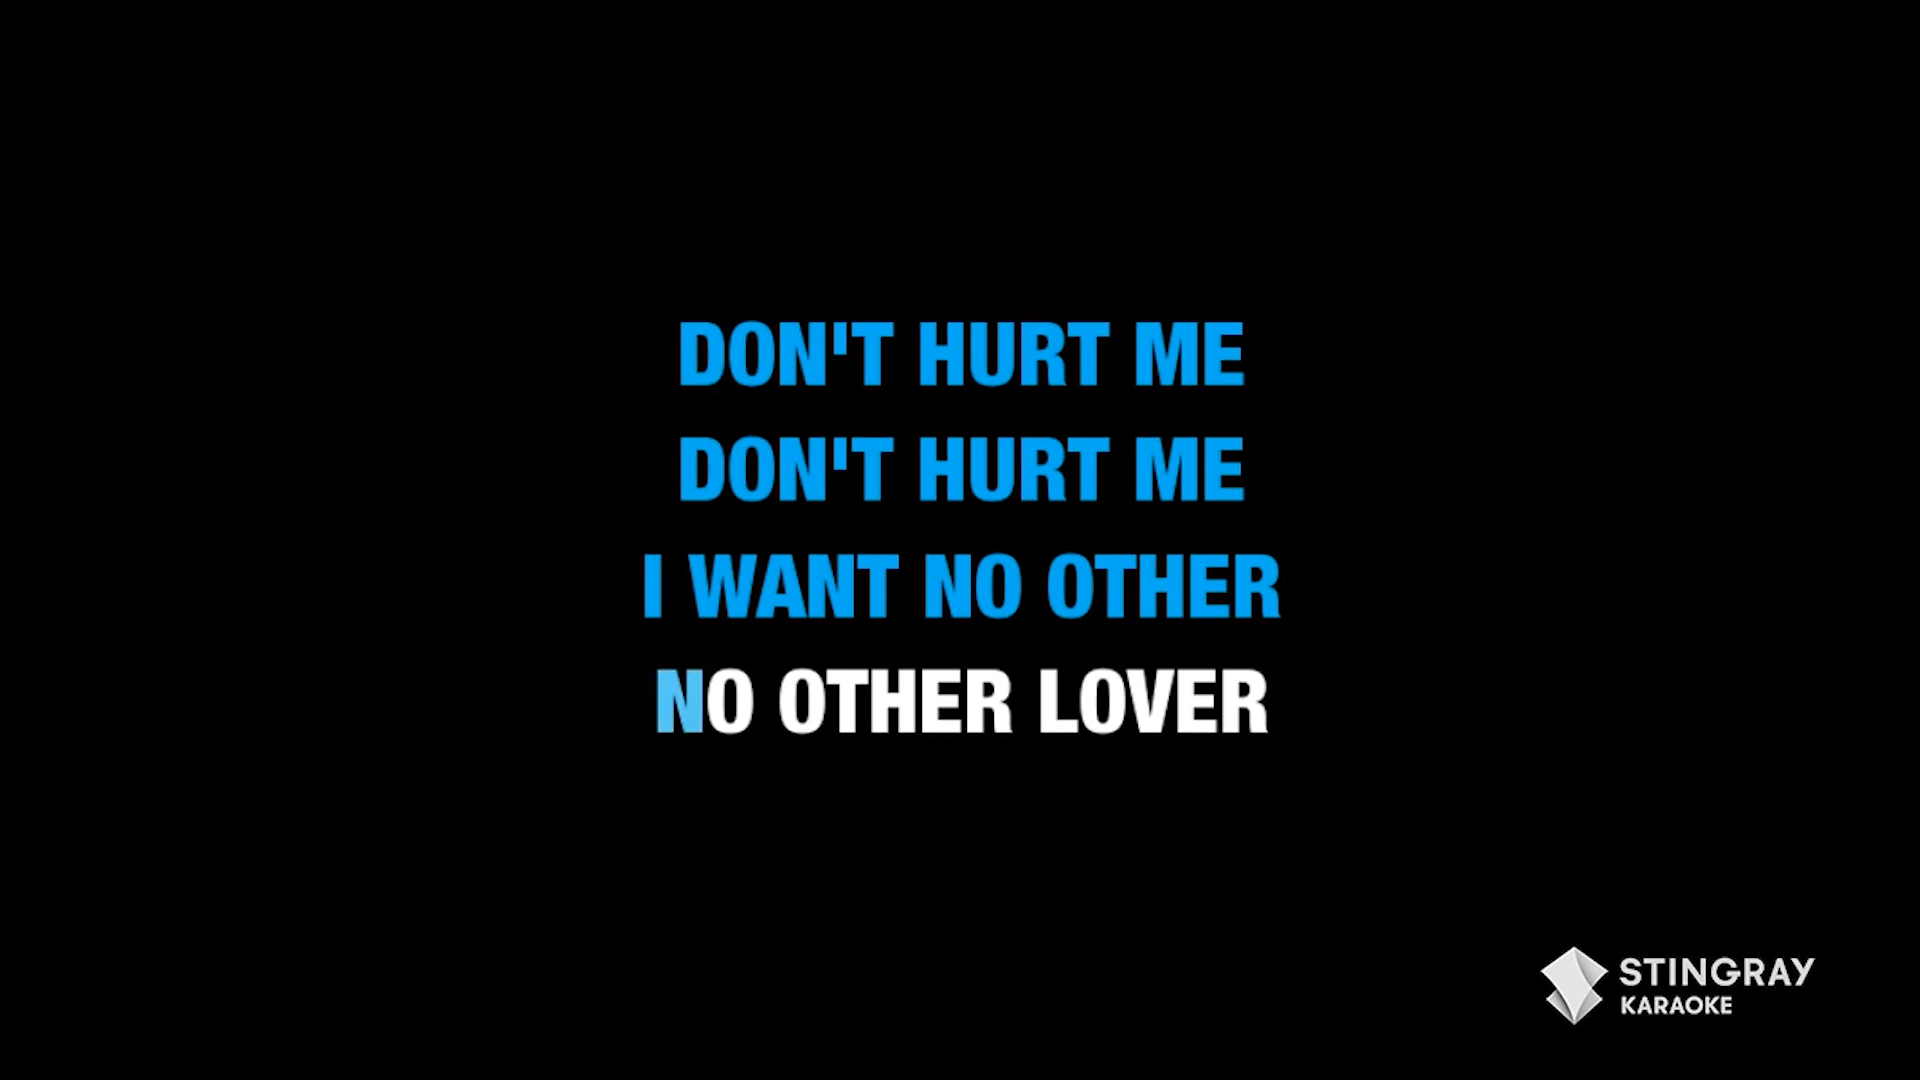 DON'T HURT ME
DON'T HURT ME
I WANT NO OTHER
NO OTHER LOVER
STINGRAY
KARAOKE